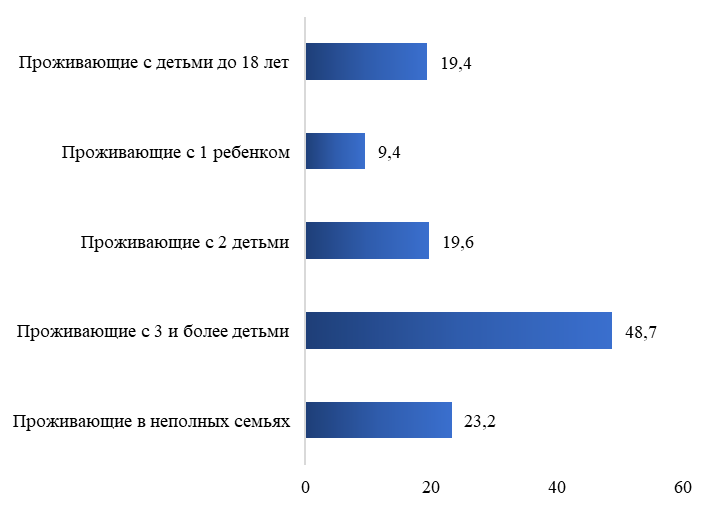 Проживающие с детьми до 18 лет 19,4
Проживающие с 1 ребенком 9,4
Проживающие с 2 детьми 19,6
Проживающие с 3 и более детьми 48,7
Проживающие в неполных семьях 23,2
0 20 40 60